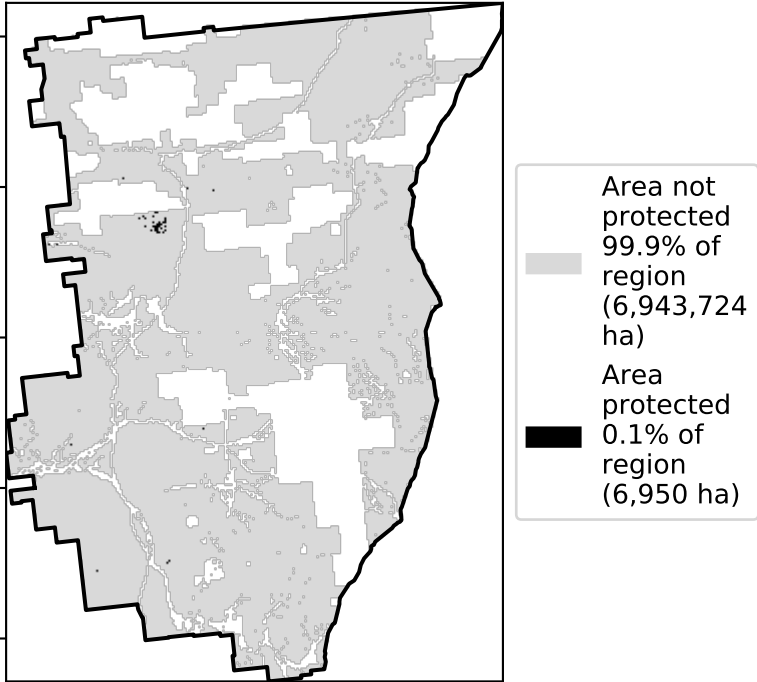 Area not
protected
99.9% of
region
(6,943,724
ha)
Area
protected
0.1% of
region
(6,950 ha)